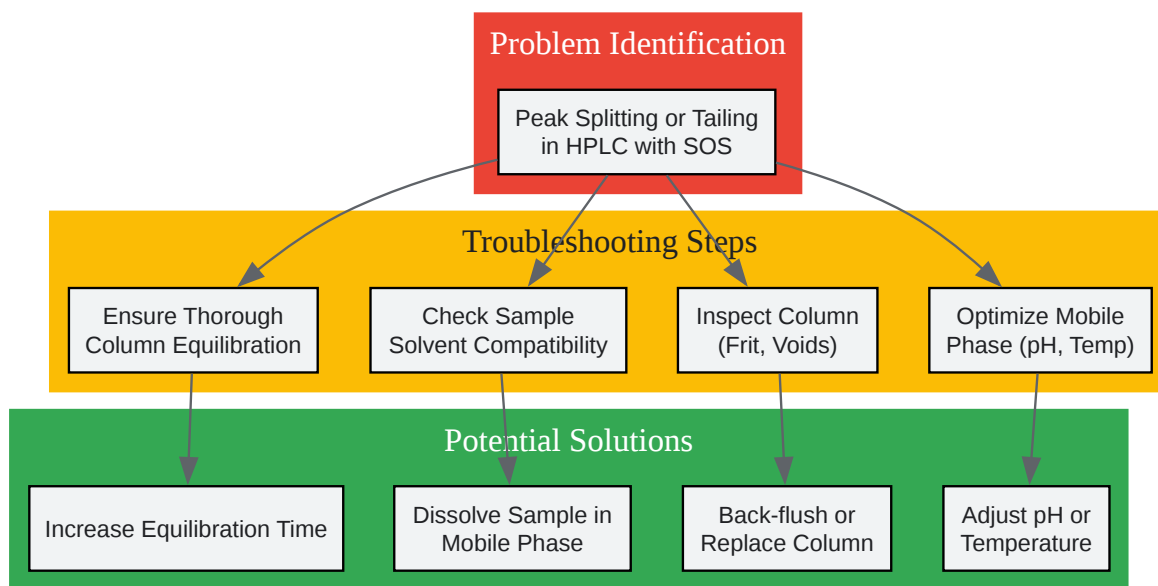 Problem Identification
Peak Splitting or Tailing
in HPLC with SOS
Troubleshooting Steps
Ensure Thorough
Column Equilibration
Check Sample
Solvent Compatibility
Inspect Column
(Frit, Voids)
Optimize Mobile
Phase (pH, Temp)
Potential Solutions
Increase Equilibration Time
Dissolve Sample in
Mobile Phase
Back-flush or
Replace Column
Adjust pH or
Temperature